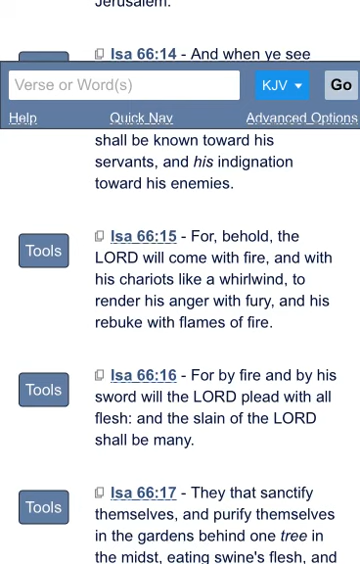 Jerusalem.
Isa 66:14 - And when ye see
Verse or Word(s)
KJV
Go
Help
Quick Nav
Advanced Options
shall be known toward his
servants, and his indignation
toward his enemies.
Tools
Isa 66:15 - For, behold, the
LORD will come with fire, and with
his chariots like a whirlwind, to
render his anger with fury, and his
rebuke with flames of fire.
Tools
Isa 66:16 - For by fire and by his
sword will the LORD plead with all
flesh: and the slain of the LORD
shall be many.
Tools
Isa 66:17 - They that sanctify
themselves, and purify themselves
in the gardens behind one tree in
the midst, eating swine's flesh, and